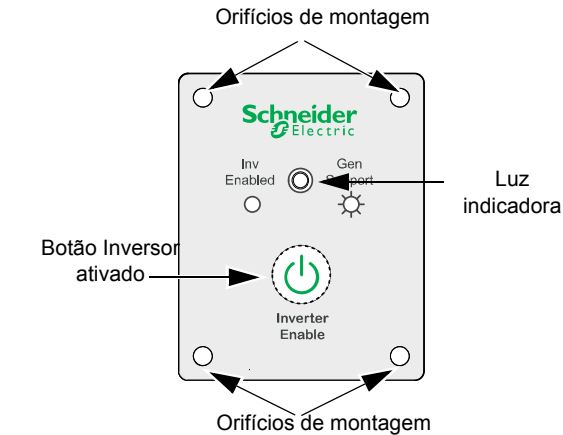 Orifícios de montagem
Schneider
Electric
Inv
Enabled
Gen
Support
Luz
indicadora
Botão Inversor
ativado
Inverter
Enable
Orifícios de montagem